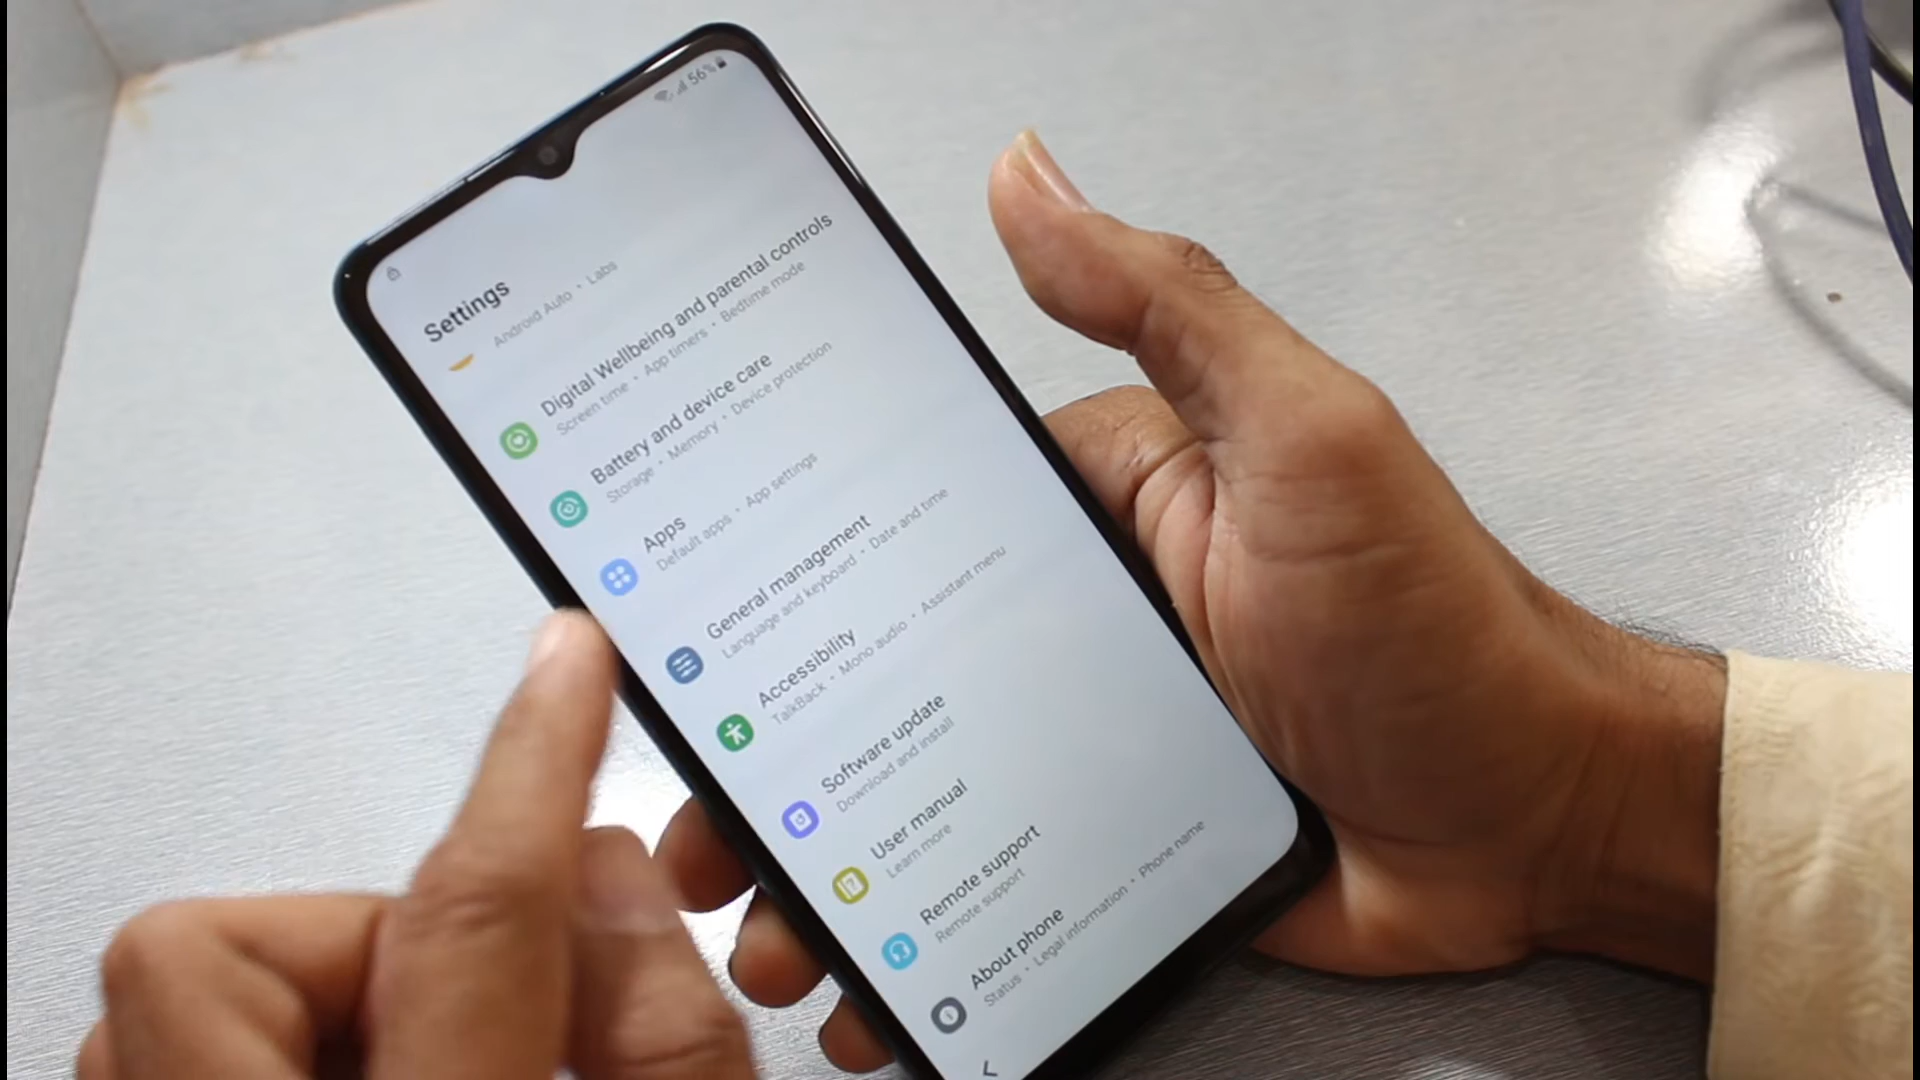 56%
Settings
Android Auto • Labs
Digital Wellbeing and parental controls
Screen time • App timers • Bedtime mode
Battery and device care
Storage • Memory • Device protection
Apps
Default apps • App settings
General management
Language and keyboard • Date and time
Accessibility
TalkBack • Mono audio • Assistant menu
Software update
Download and install
User manual
Learn more
Remote support
Remote support
About phone
Status • Legal information • Phone name